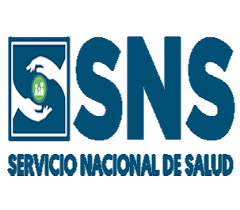 SNS
SERVICIO NACIONAL DE SALUD